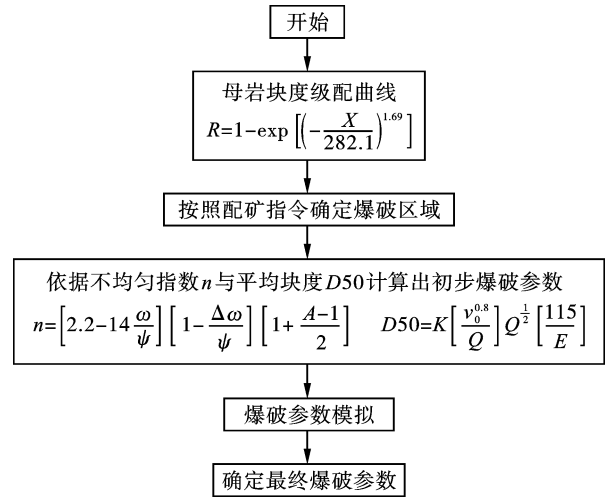 开始
母岩块度级配曲线
R=1-exp[(-X/282.1)^1.69]
按照配矿指令确定爆破区域
依据不均匀指数n与平均块度D50计算出初步爆破参数
n=[2.2-14 ω/ψ][1-Δω/ψ][1+ A-1/2] D50=K[v₀^0.8/Q]Q^1/2[115/E]
爆破参数模拟
确定最终爆破参数